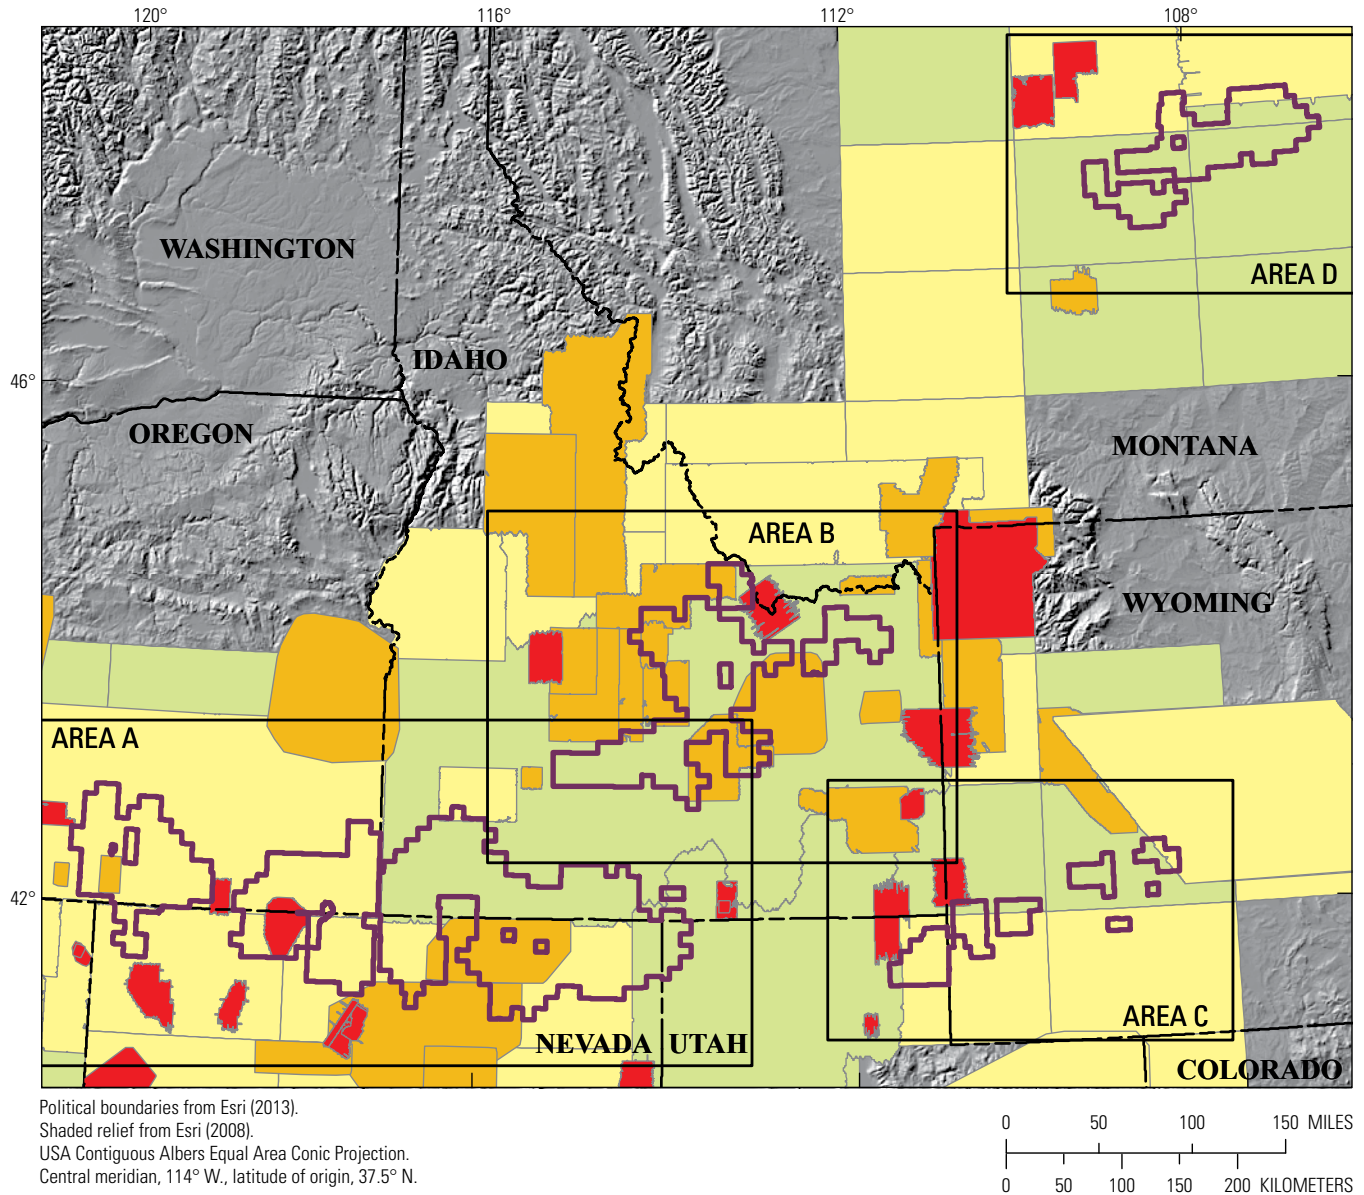 120° 116° 112° 108°
AREA D
WASHINGTON
IDAHO
46°
OREGON
MONTANA
AREA B
WYOMING
AREA A
42°
AREA C
NEVADA UTAH
COLORADO
Political boundaries from Esri (2013).
Shaded relief from Esri (2008).
USA Contiguous Albers Equal Area Conic Projection.
Central meridian, 114° W., latitude of origin, 37.5° N.
0 50 100 150 MILES
0 50 100 150 200 KILOMETERS